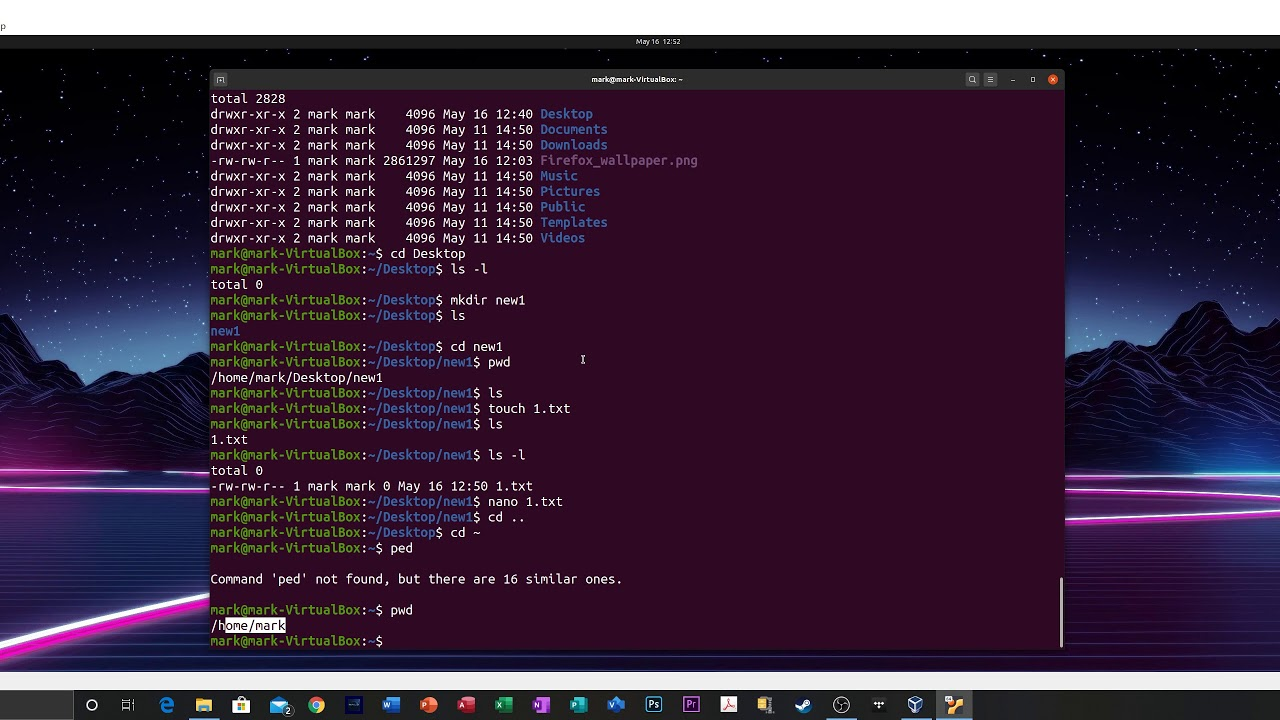 p
May 16 12:52
mark@mark-VirtualBox: ~
total 2828
drwxr-xr-x 2 mark mark    4096 May 16 12:40 Desktop
drwxr-xr-x 2 mark mark    4096 May 11 14:50 Documents
drwxr-xr-x 2 mark mark    4096 May 11 14:50 Downloads
-rw-rw-r-- 1 mark mark 2861297 May 16 12:03 Firefox_wallpaper.png
drwxr-xr-x 2 mark mark    4096 May 11 14:50 Music
drwxr-xr-x 2 mark mark    4096 May 11 14:50 Pictures
drwxr-xr-x 2 mark mark    4096 May 11 14:50 Public
drwxr-xr-x 2 mark mark    4096 May 11 14:50 Templates
drwxr-xr-x 2 mark mark    4096 May 11 14:50 Videos
mark@mark-VirtualBox:~$ cd Desktop
mark@mark-VirtualBox:~/Desktop$ ls -l
total 0
mark@mark-VirtualBox:~/Desktop$ mkdir new1
mark@mark-VirtualBox:~/Desktop$ ls
new1
mark@mark-VirtualBox:~/Desktop$ cd new1
mark@mark-VirtualBox:~/Desktop/new1$ pwd
/home/mark/Desktop/new1
mark@mark-VirtualBox:~/Desktop/new1$ ls
mark@mark-VirtualBox:~/Desktop/new1$ touch 1.txt
mark@mark-VirtualBox:~/Desktop/new1$ ls
1.txt
mark@mark-VirtualBox:~/Desktop/new1$ ls -l
total 0
-rw-rw-r-- 1 mark mark 0 May 16 12:50 1.txt
mark@mark-VirtualBox:~/Desktop/new1$ nano 1.txt
mark@mark-VirtualBox:~/Desktop/new1$ cd ..
mark@mark-VirtualBox:~/Desktop$ cd ~
mark@mark-VirtualBox:~$ ped
Command 'ped' not found, but there are 16 similar ones.
mark@mark-VirtualBox:~$ pwd
/home/mark
mark@mark-VirtualBox:~$
2
W P A X N P V Ps Pr